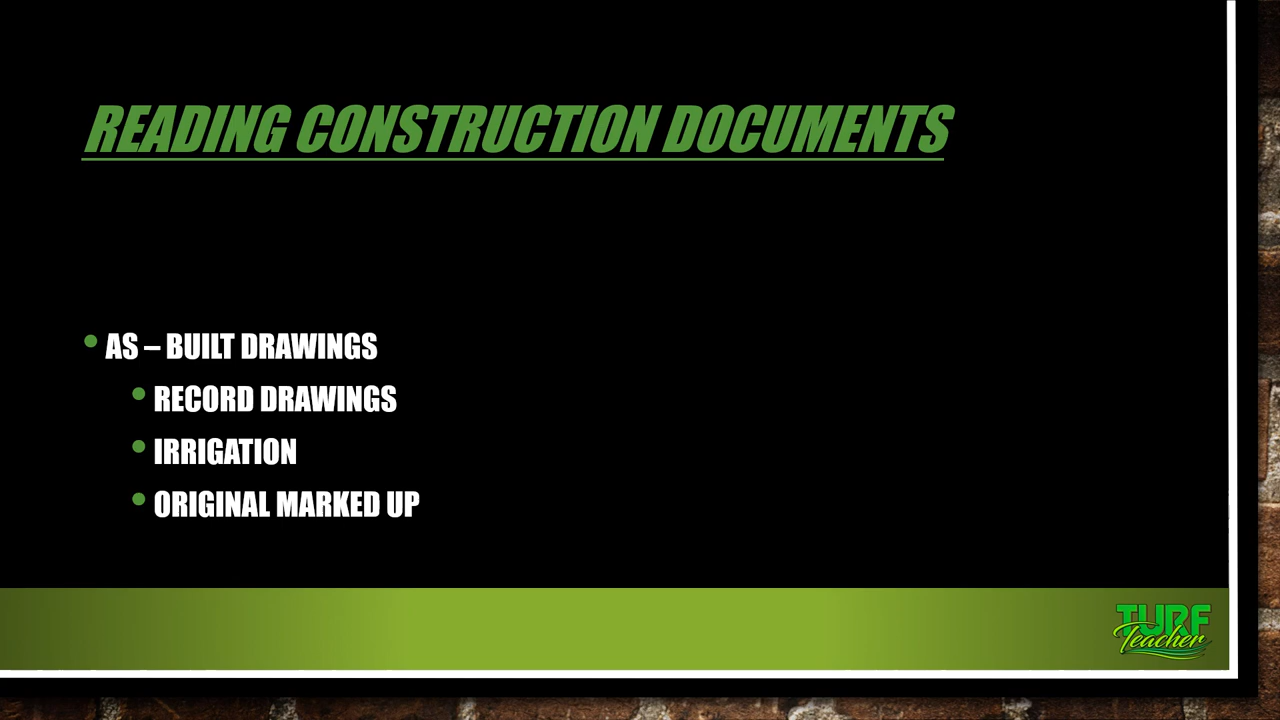 READING CONSTRUCTION DOCUMENTS
• AS – BUILT DRAWINGS
• RECORD DRAWINGS
• IRRIGATION
• ORIGINAL MARKED UP
TURF
Teacher